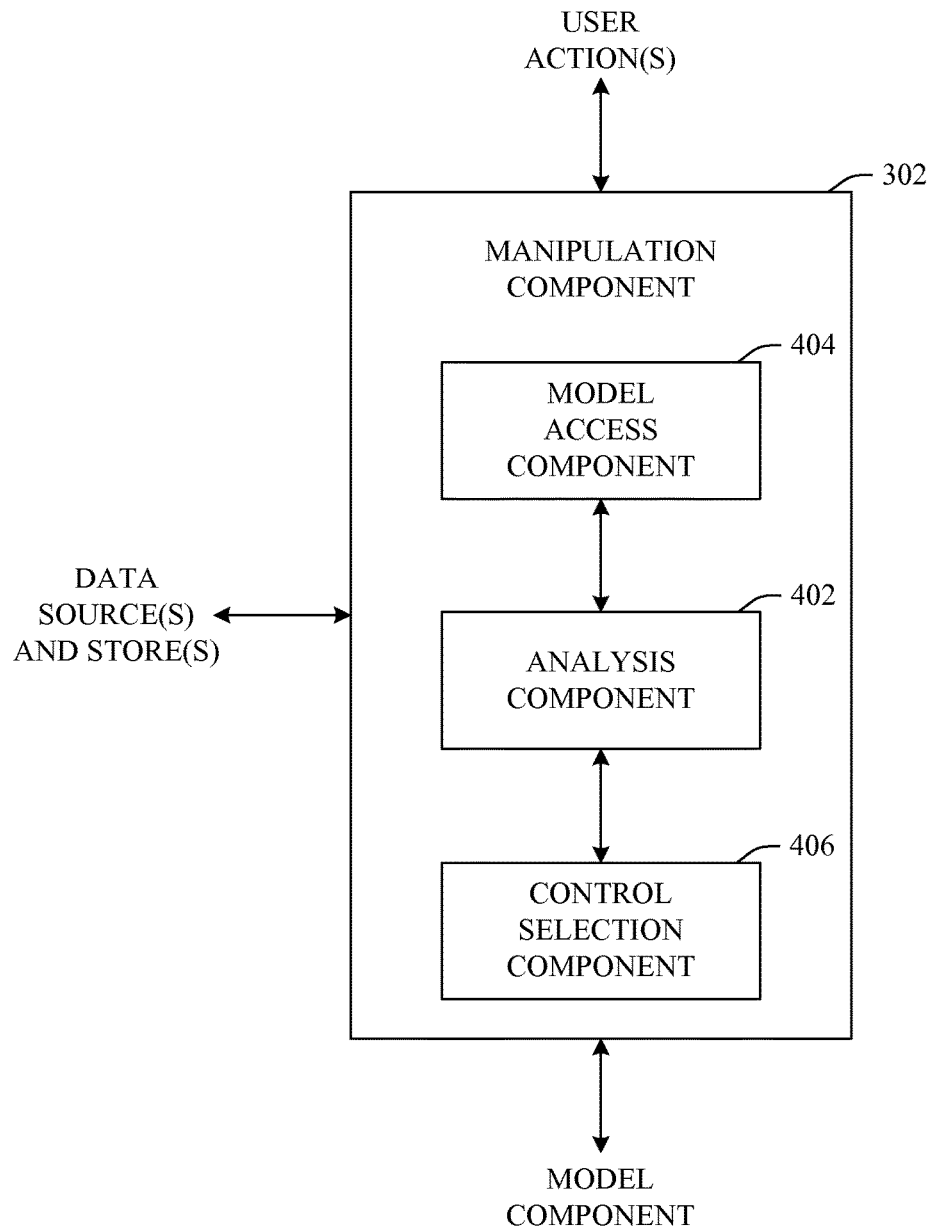 USER
ACTION(S)
302
MANIPULATION
COMPONENT
404
MODEL
ACCESS
COMPONENT
DATA
SOURCE(S)
AND STORE(S)
402
ANALYSIS
COMPONENT
406
CONTROL
SELECTION
COMPONENT
MODEL
COMPONENT